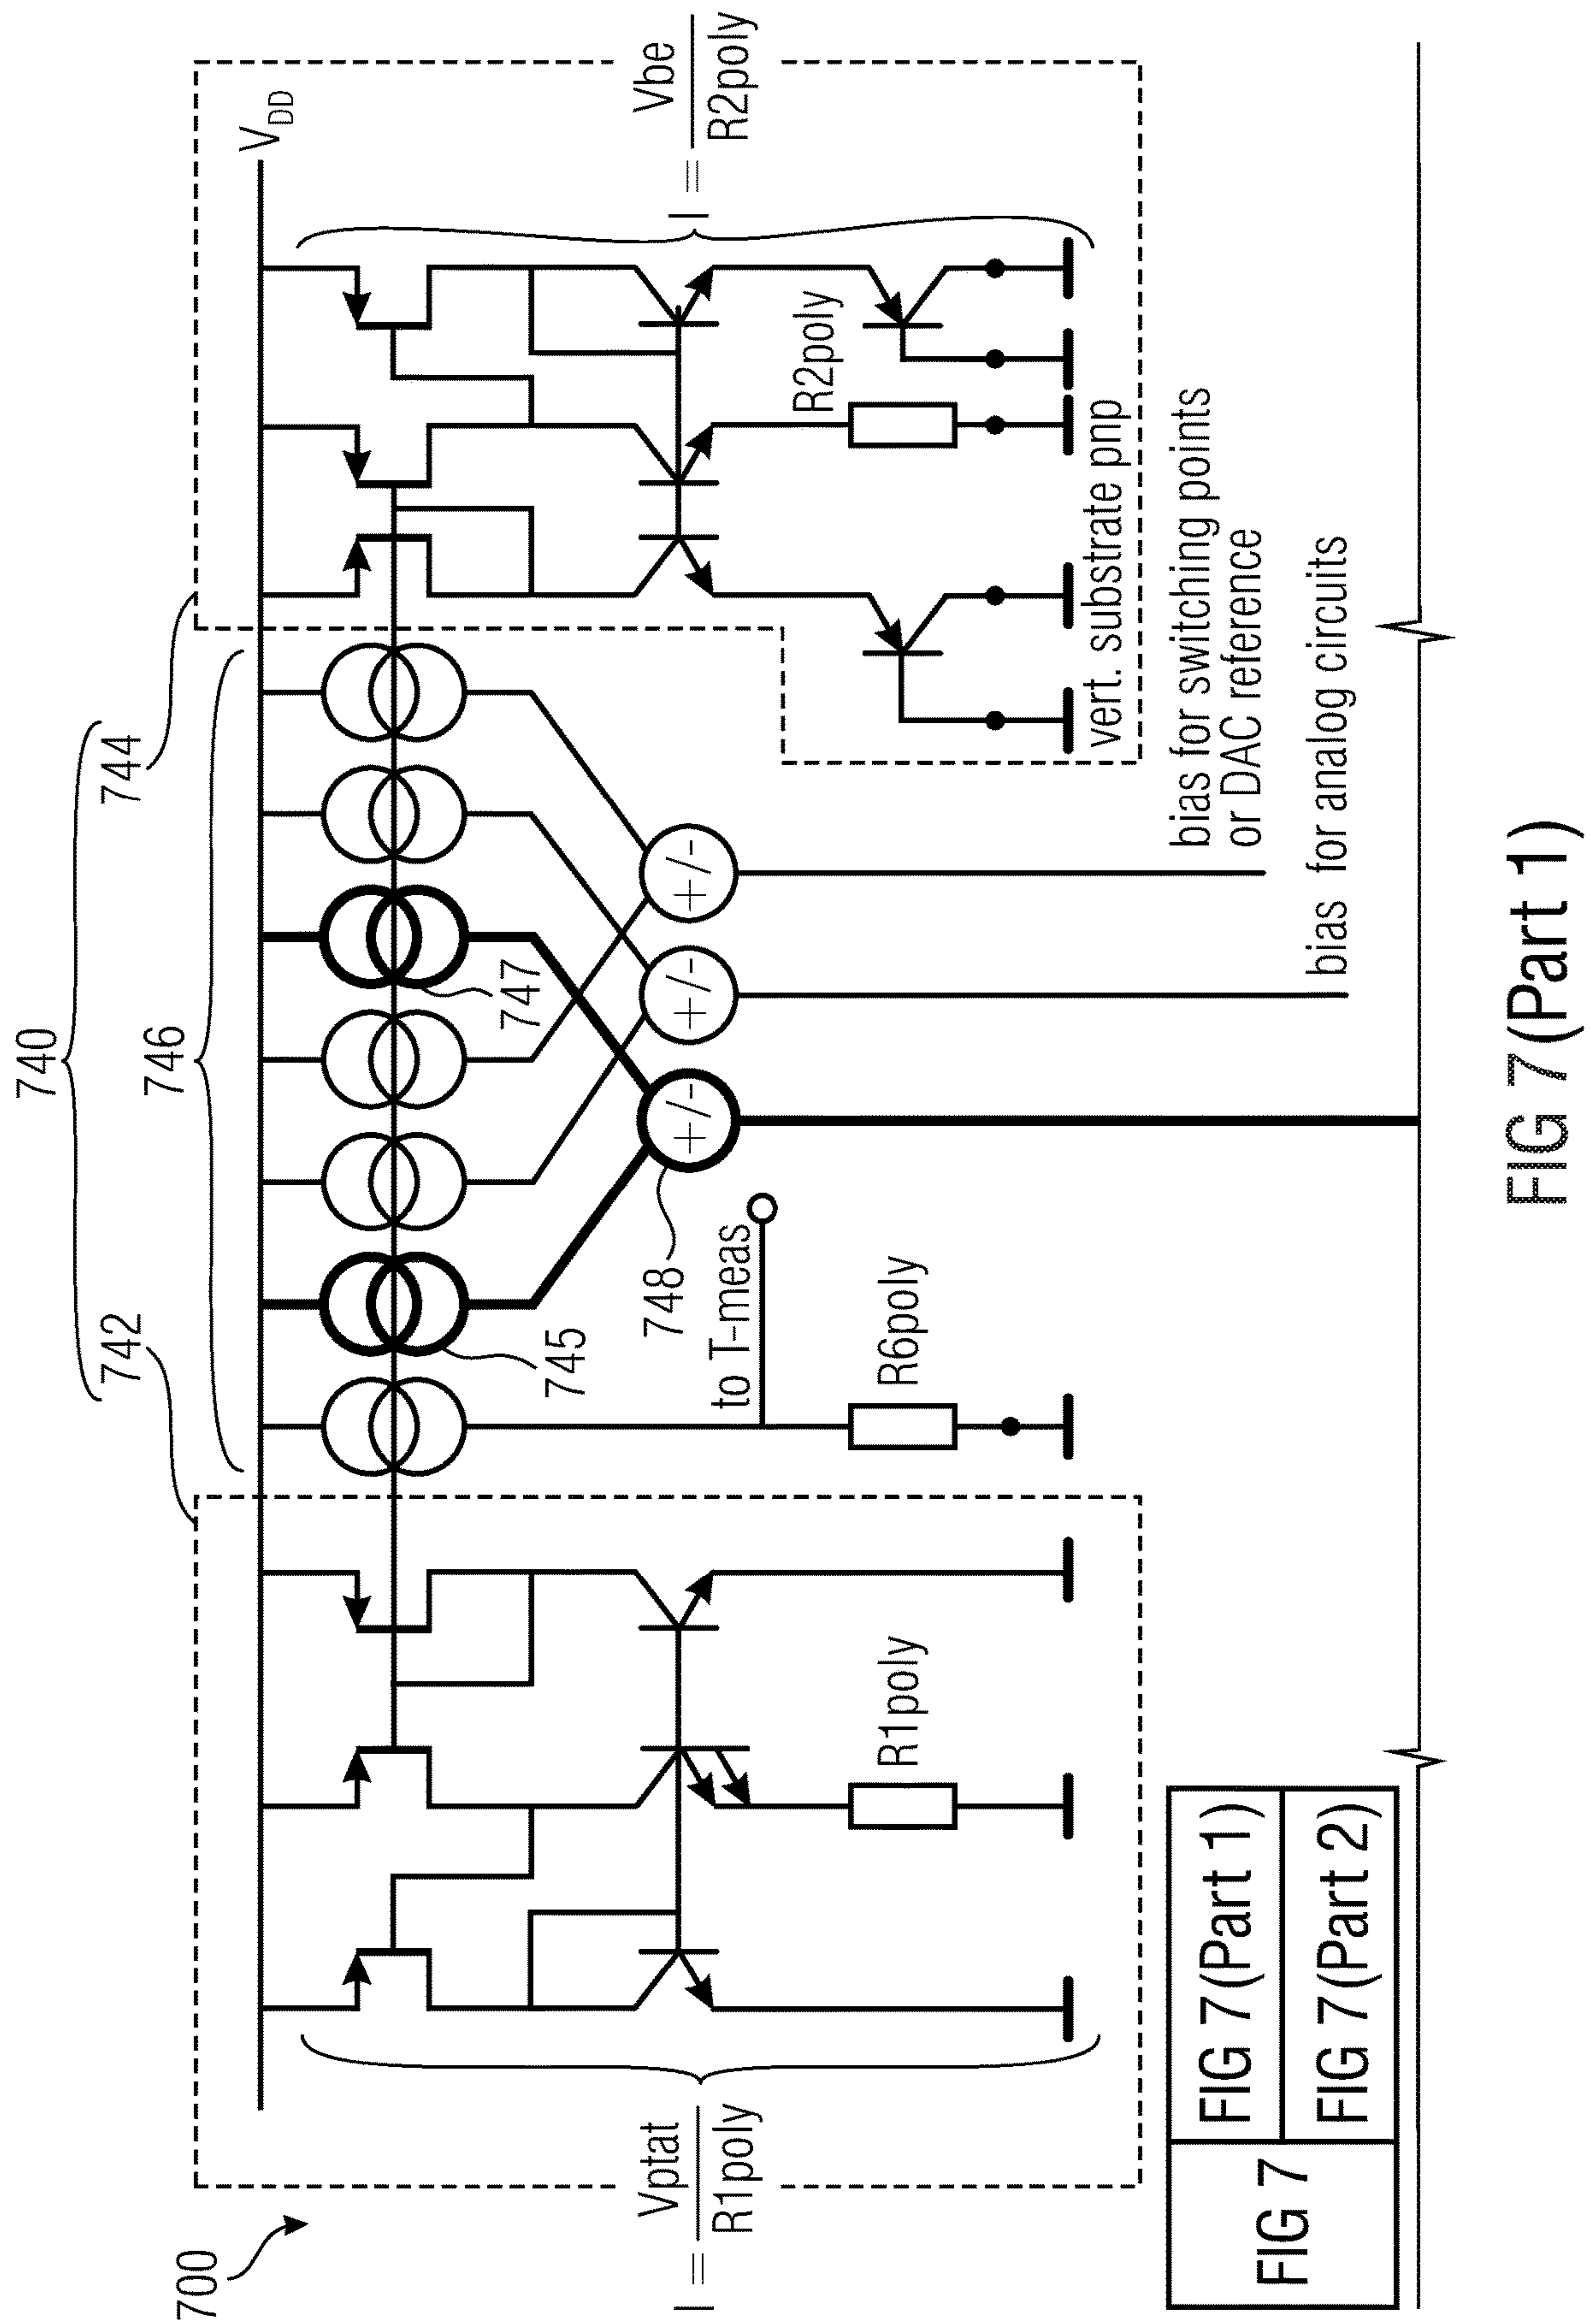 700
740
742
744
746
V_DD
I = Vptat / R1poly
745
747
I = Vbe / R2poly
748
to T-meas
R1poly
R6poly
R2poly
vert. substrate pnp
+/-
+/-
+/-
bias for switching points
or DAC reference
bias for analog circuits
FIG 7
FIG 7(Part 1)
FIG 7(Part 2)
FIG 7(Part 1)